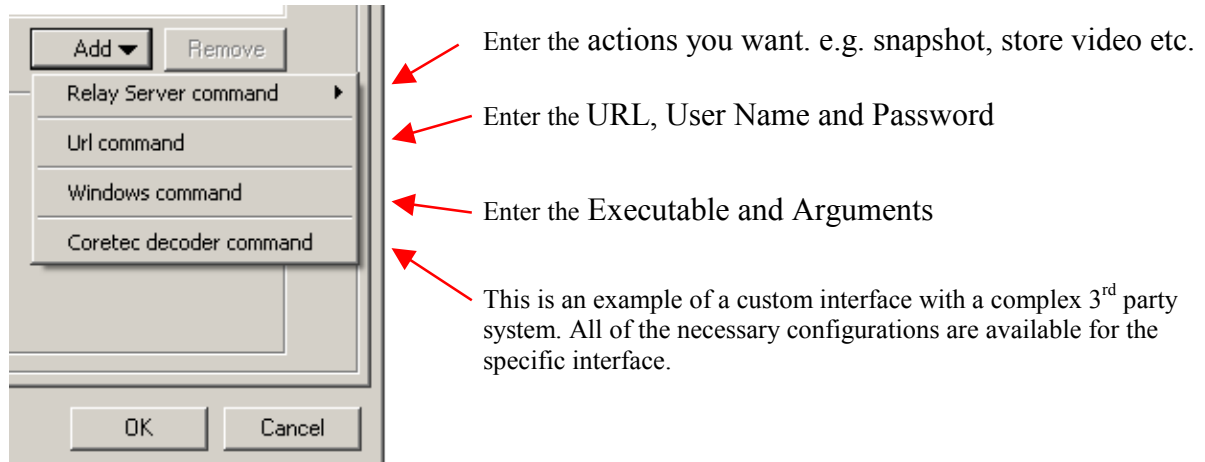 Add Remove
Relay Server command
Url command
Windows command
Coretec decoder command
OK Cancel
Enter the actions you want. e.g. snapshot, store video etc.
Enter the URL, User Name and Password
Enter the Executable and Arguments
This is an example of a custom interface with a complex 3rd party
system. All of the necessary configurations are available for the
specific interface.